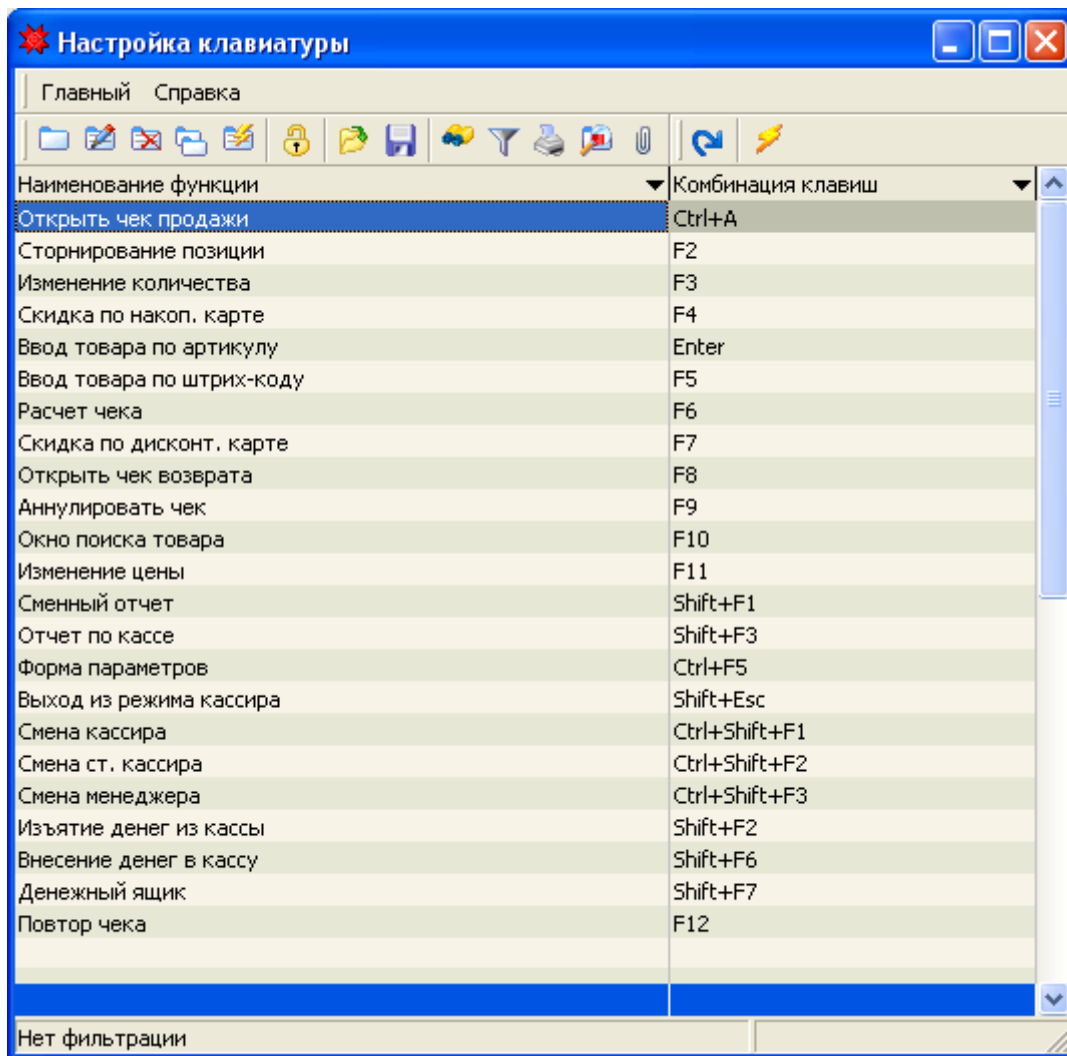 Настройка клавиатуры
Главный Справка
Наименование функции Комбинация клавиш
Открыть чек продажи Ctrl+A
Сторнирование позиции F2
Изменение количества F3
Скидка по накоп. карте F4
Ввод товара по артикулу Enter
Ввод товара по штрих-коду F5
Расчет чека F6
Скидка по дисконт. карте F7
Открыть чек возврата F8
Аннулировать чек F9
Окно поиска товара F10
Изменение цены F11
Сменный отчет Shift+F1
Отчет по кассе Shift+F3
Форма параметров Ctrl+F5
Выход из режима кассира Shift+Esc
Смена кассира Ctrl+Shift+F1
Смена ст. кассира Ctrl+Shift+F2
Смена менеджера Ctrl+Shift+F3
Изъятие денег из кассы Shift+F2
Внесение денег в кассу Shift+F6
Денежный ящик Shift+F7
Повтор чека F12
Нет фильтрации